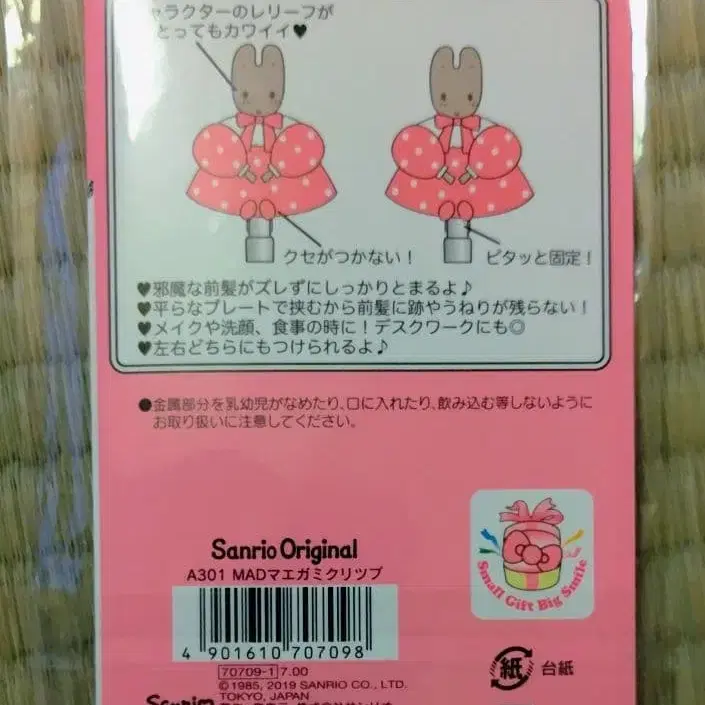 ャラクターのレリーフが
とってもカワイイ♥
クセがつかない!
ピタッと固定!
♥邪魔な前髪がズレずにしっかりとまるよ♪
♥平らなプレートで挟むから前髪に跡やうねりが残らない!
♥メイクや洗顔、食事の時に!デスクワークにも◎
♥左右どちらにもつけられるよ♪
●金属部分を乳幼児がなめたり、口に入れたり、飲み込む等しないように
お取り扱いに注意してください。
Small Gift Big Smile
Sanrio Original
A301 MADマエガミクリップ
4 901610 707098
70709-1 7.00
©1985, 2019 SANRIO CO., LTD.
TOKYO, JAPAN
紙 台紙